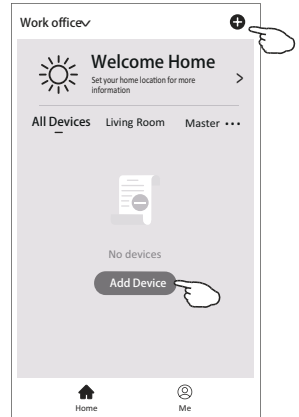 Work office
Welcome Home
Set your home location for more
information
All Devices Living Room Master
No devices
Add Device
Home Me